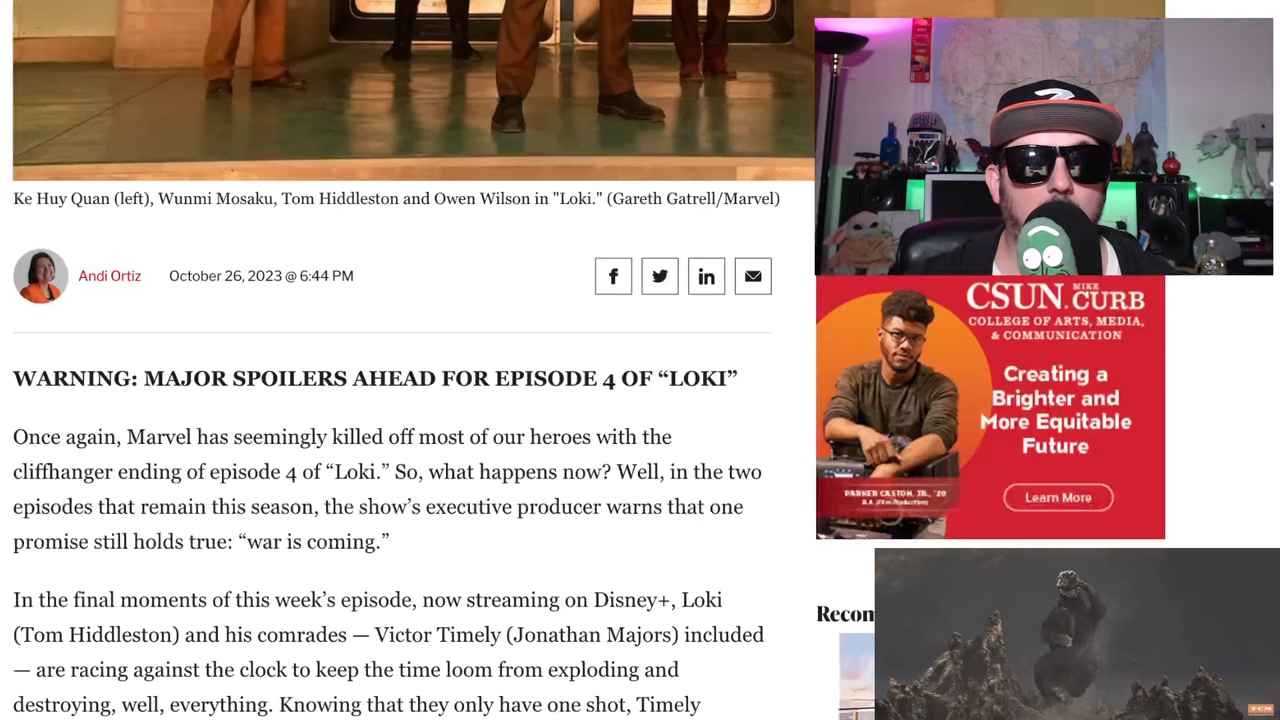 Ke Huy Quan (left), Wunmi Mosaku, Tom Hiddleston and Owen Wilson in "Loki." (Gareth Gatrell/Marvel)
Andi Ortiz
October 26, 2023 @ 6:44 PM
WARNING: MAJOR SPOILERS AHEAD FOR EPISODE 4 OF “LOKI”
Once again, Marvel has seemingly killed off most of our heroes with the
cliffhanger ending of episode 4 of “Loki.” So, what happens now? Well, in the two
episodes that remain this season, the show’s executive producer warns that one
promise still holds true: “war is coming.”
In the final moments of this week’s episode, now streaming on Disney+, Loki
(Tom Hiddleston) and his comrades — Victor Timely (Jonathan Majors) included
— are racing against the clock to keep the time loom from exploding and
destroying, well, everything. Knowing that they only have one shot, Timely
CSUN. MIKE CURB
COLLEGE OF ARTS, MEDIA,
& COMMUNICATION
Creating a
Brighter and
More Equitable
Future
PARKER CASTON, JR., '20
B.A. (Film Production)
Learn More
Recon
TCM